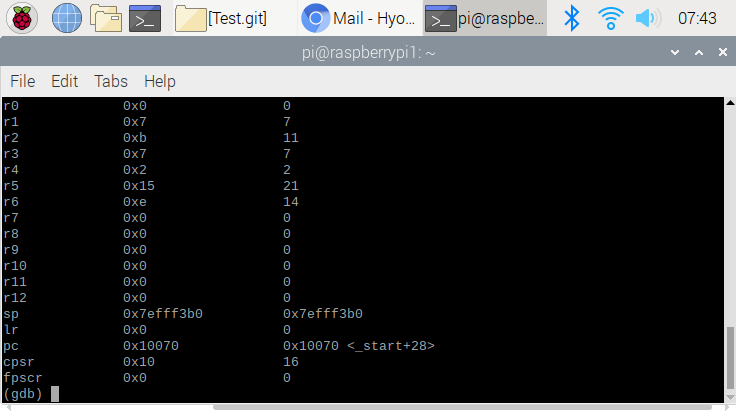 [Test.git] Mail - Hyo... pi@raspbe... 07:43
pi@raspberrypi1: ~
File Edit Tabs Help
r0 0x0 0
r1 0x7 7
r2 0xb 11
r3 0x7 7
r4 0x2 2
r5 0x15 21
r6 0xe 14
r7 0x0 0
r8 0x0 0
r9 0x0 0
r10 0x0 0
r11 0x0 0
r12 0x0 0
sp 0x7efff3b0 0x7efff3b0
lr 0x0 0
pc 0x10070 0x10070 <_start+28>
cpsr 0x10 16
fpscr 0x0 0
(gdb)